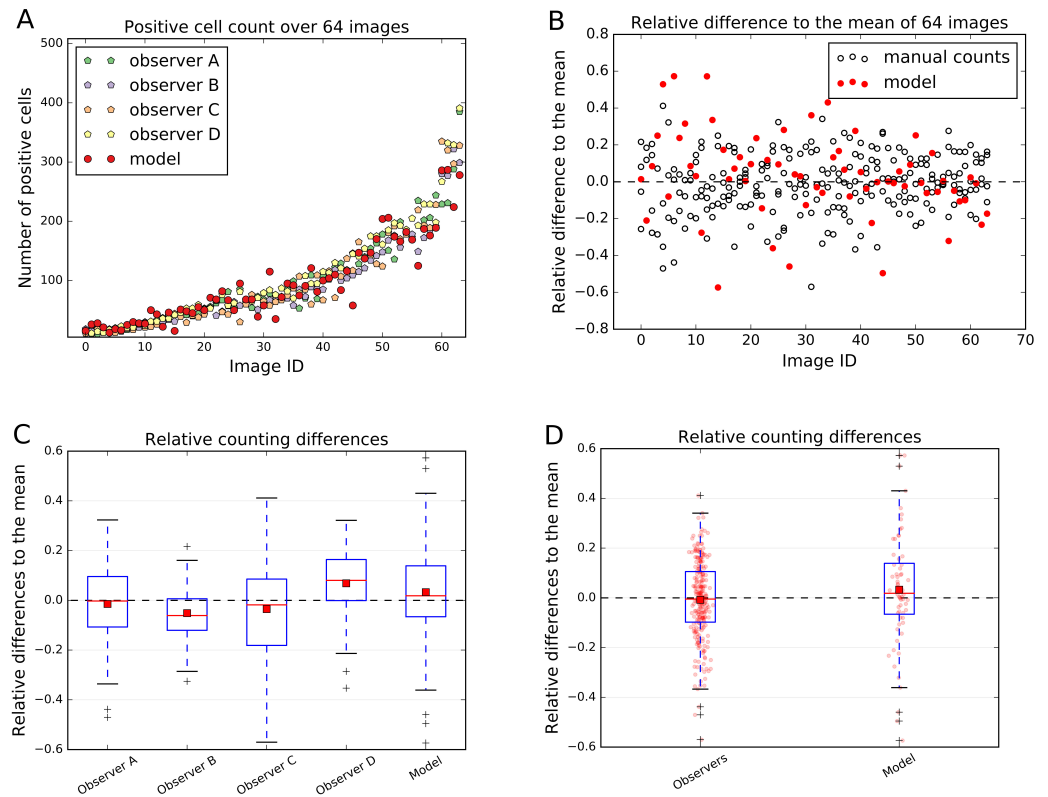 A
Positive cell count over 64 images
500
400
300
200
100
0
10
20
30
40
50
60
Number of positive cells
Image ID
observer A
observer B
observer C
observer D
model
B
Relative difference to the mean of 64 images
0.8
0.6
0.4
0.2
0.0
−0.2
−0.4
−0.6
−0.8
0
10
20
30
40
50
60
70
Relative difference to the mean
Image ID
manual counts
model
C
Relative counting differences
0.6
0.4
0.2
0.0
−0.2
−0.4
−0.6
Relative differences to the mean
Observer A
Observer B
Observer C
Observer D
Model
D
Relative counting differences
0.6
0.4
0.2
0.0
−0.2
−0.4
−0.6
Relative differences to the mean
Observers
Model